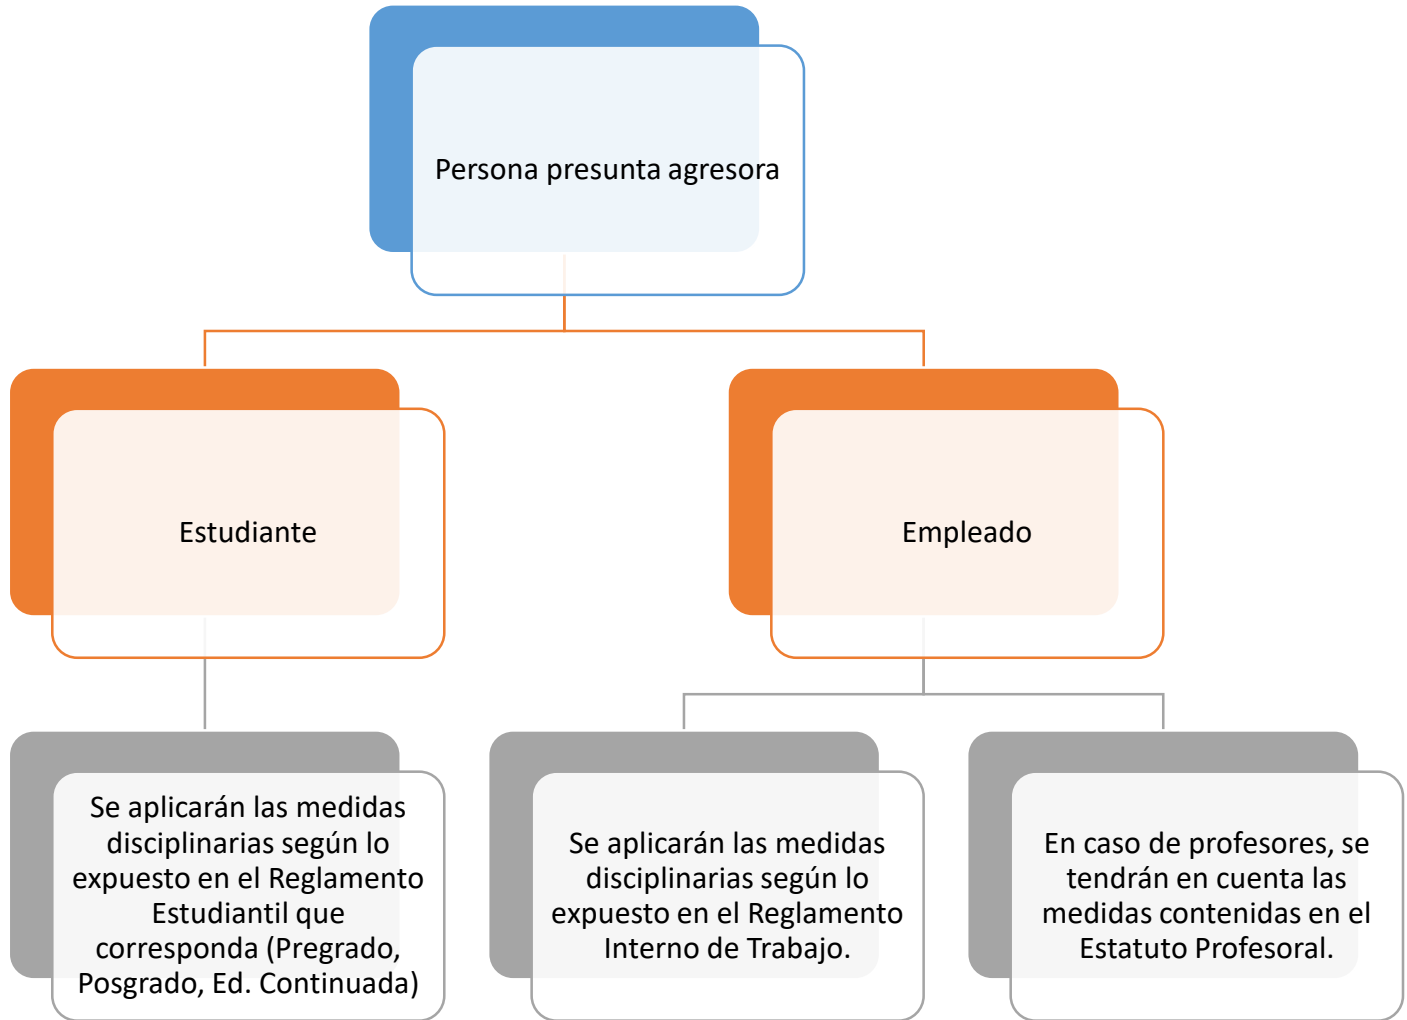 Persona presunta agresora
Estudiante
Empleado
Se aplicarán las medidas
disciplinarias según lo
expuesto en el Reglamento
Estudiantil que
corresponda (Pregrado,
Posgrado, Ed. Continuada)
Se aplicarán las medidas
disciplinarias según lo
expuesto en el Reglamento
Interno de Trabajo.
En caso de profesores, se
tendrán en cuenta las
medidas contenidas en el
Estatuto Profesoral.